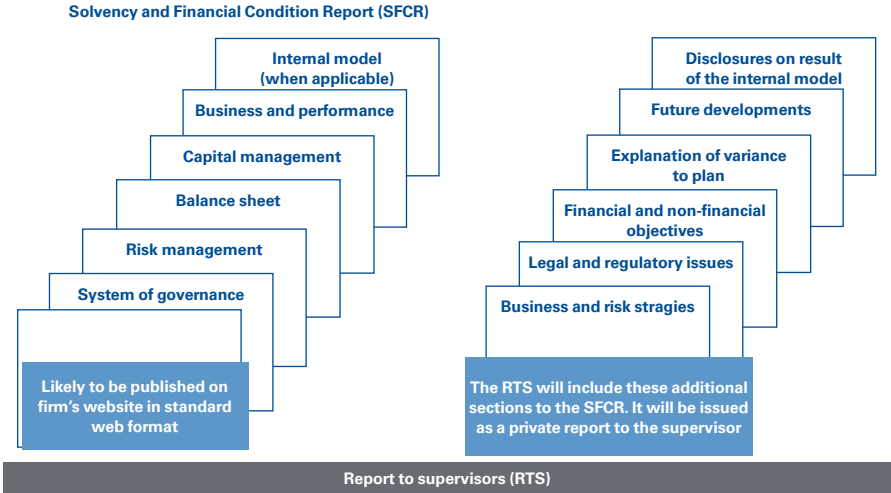 Solvency and Financial Condition Report (SFCR)
Internal model
(when applicable)
Business and performance
Capital management
Balance sheet
Risk management
System of governance
Likely to be published on
firm's website in standard
web format
Disclosures on result
of the internal model
Future developments
Explanation of variance
to plan
Financial and non-financial
objectives
Legal and regulatory issues
Business and risk stragies
The RTS will include these additional
sections to the SFCR. It will be issued
as a private report to the supervisor
Report to supervisors (RTS)